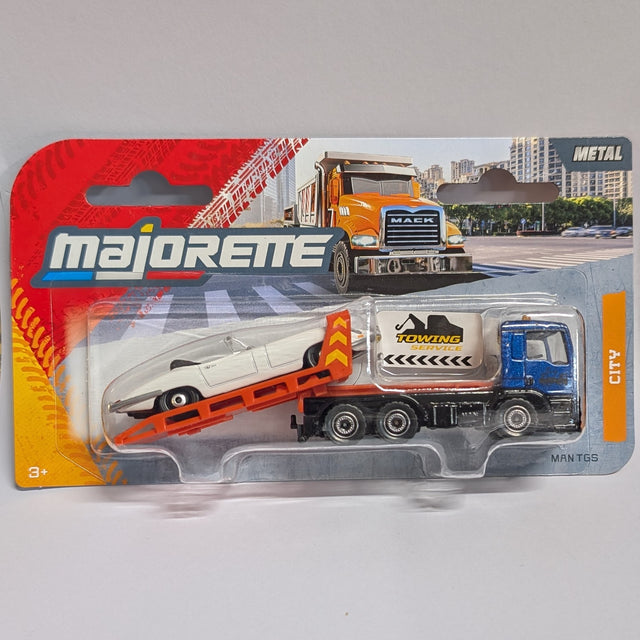 METAL
MACK
majorette
TOWING
SERVICE
CITY
3+
MAN TGS